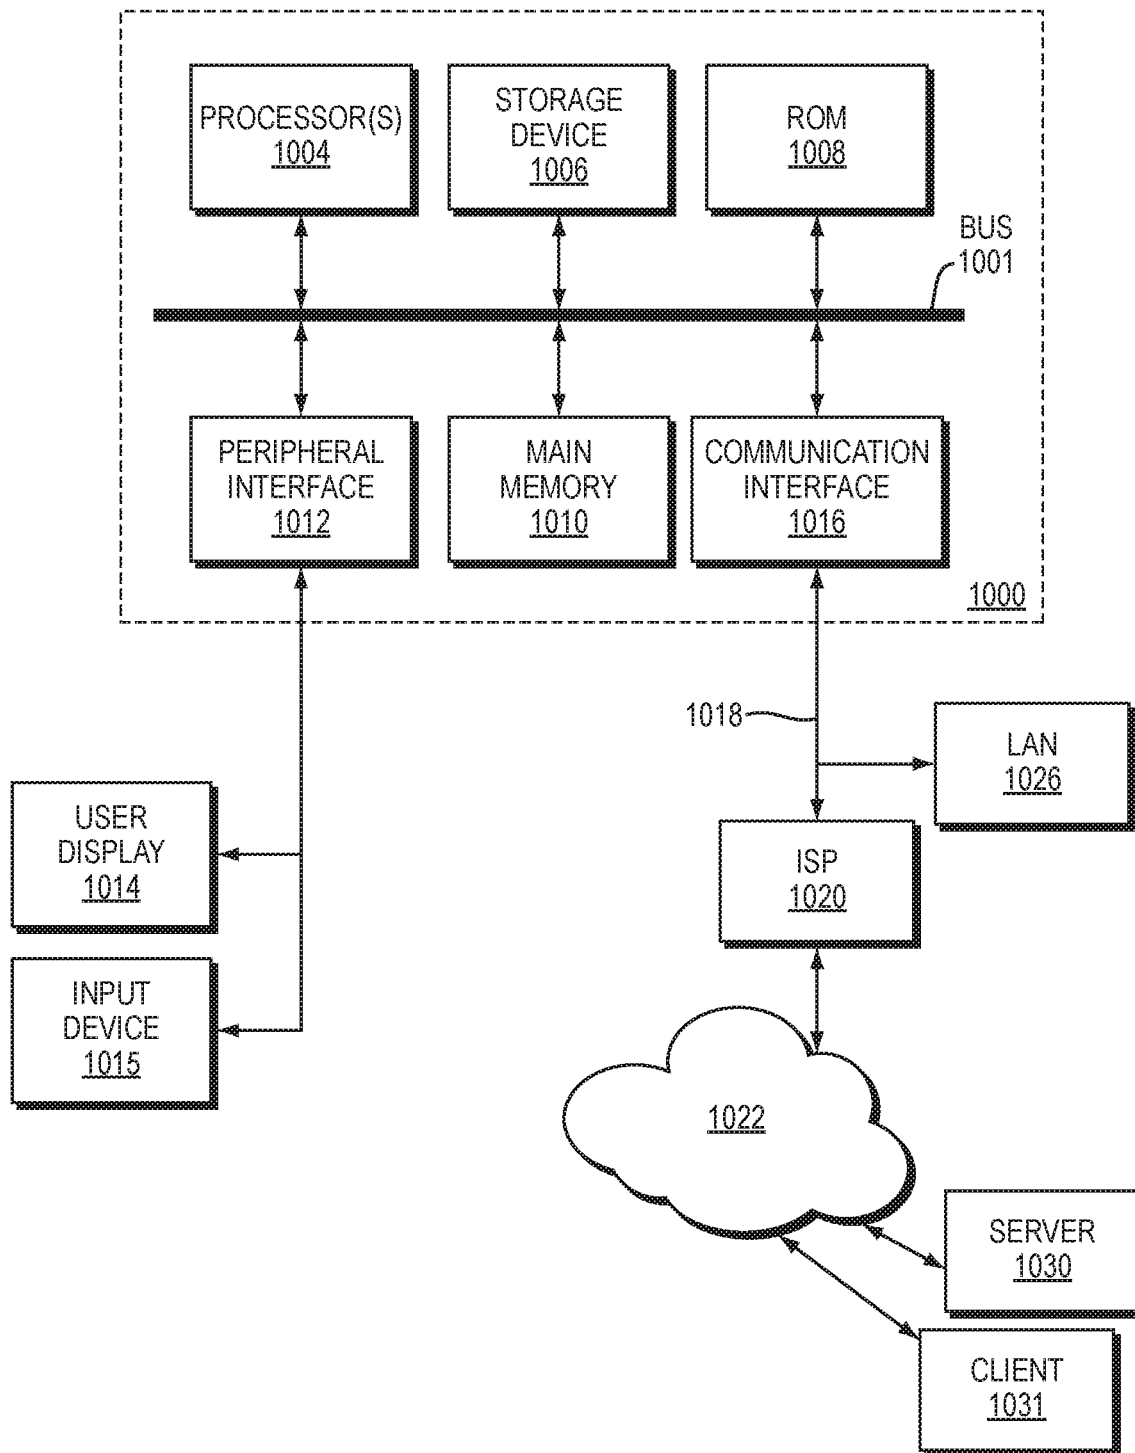 PROCESSOR(S)
1004
STORAGE
DEVICE
1006
ROM
1008
BUS
1001
PERIPHERAL
INTERFACE
1012
MAIN
MEMORY
1010
COMMUNICATION
INTERFACE
1016
1000
1018
LAN
1026
USER
DISPLAY
1014
ISP
1020
INPUT
DEVICE
1015
1022
SERVER
1030
CLIENT
1031